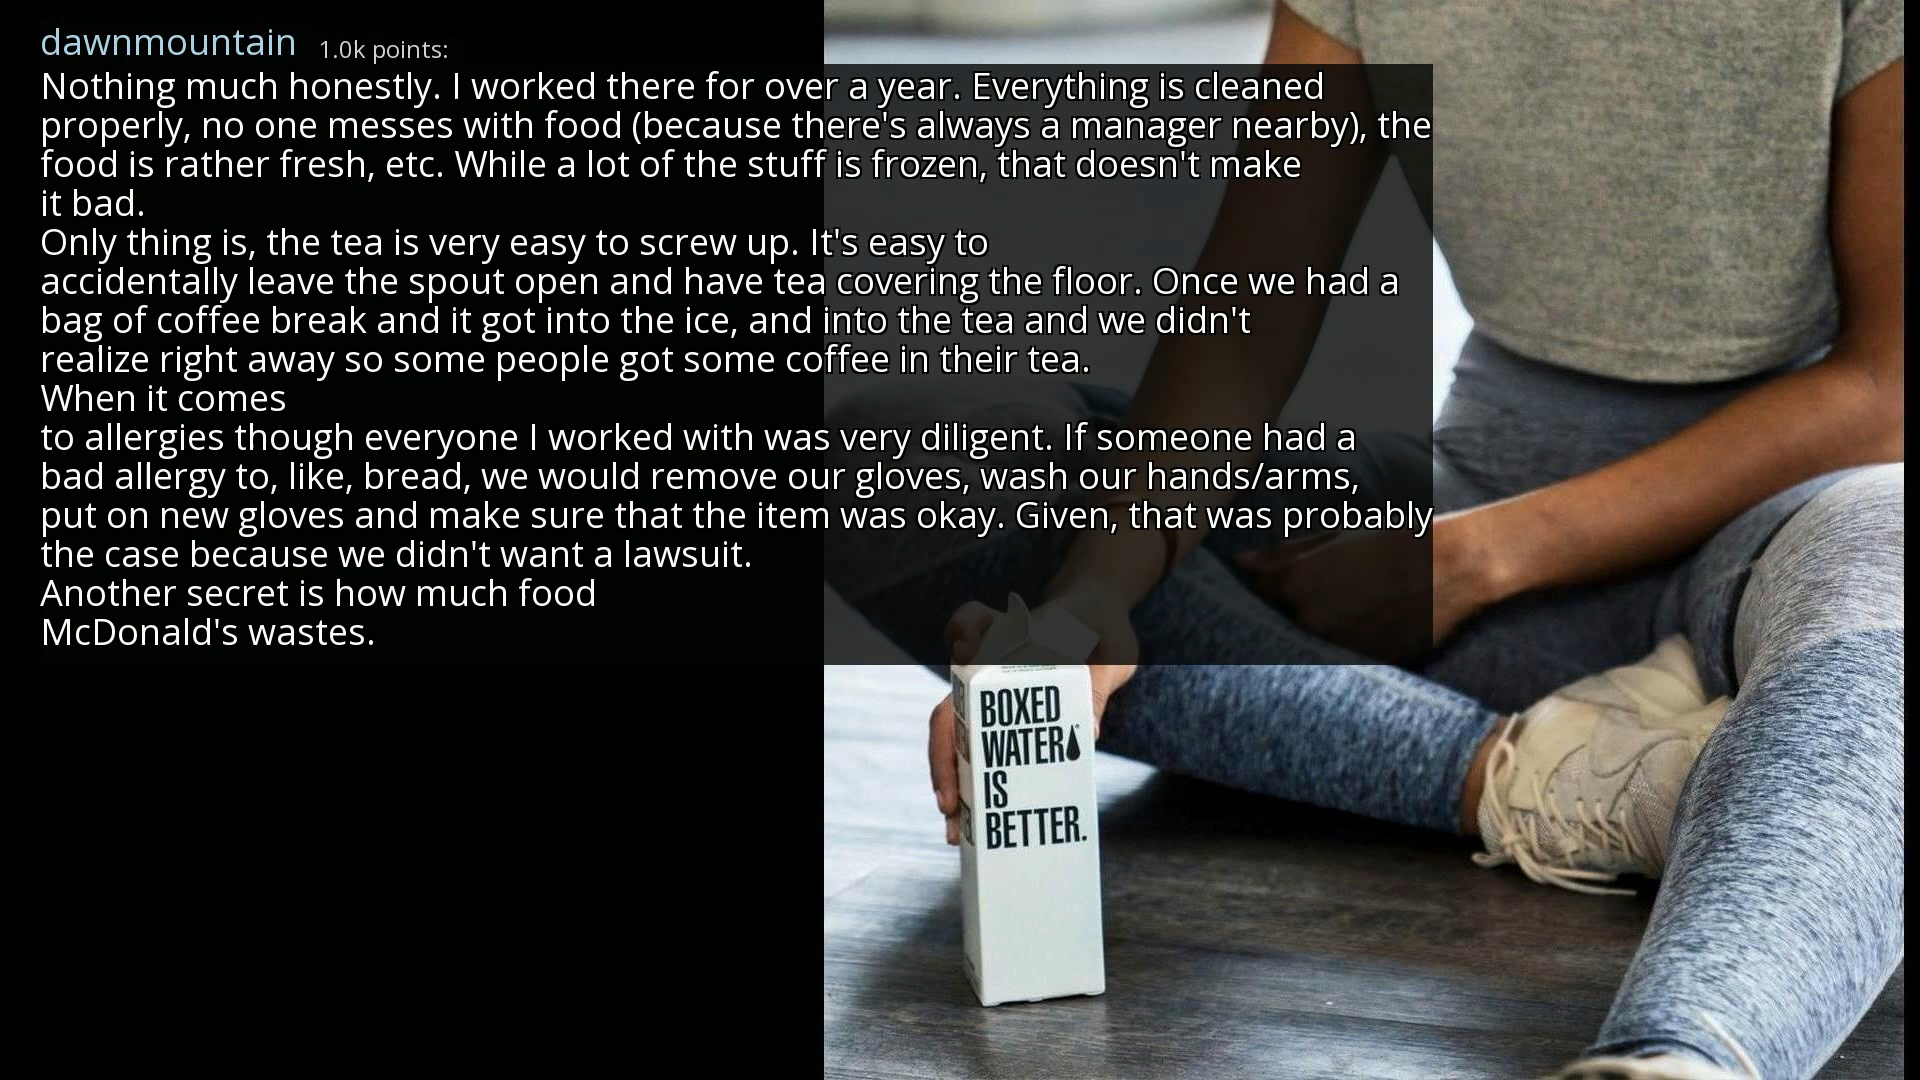 dawnmountain 1.0k points:
Nothing much honestly. I worked there for over a year. Everything is cleaned
properly, no one messes with food (because there's always a manager nearby), the
food is rather fresh, etc. While a lot of the stuff is frozen, that doesn't make
it bad.
Only thing is, the tea is very easy to screw up. It's easy to
accidentally leave the spout open and have tea covering the floor. Once we had a
bag of coffee break and it got into the ice, and into the tea and we didn't
realize right away so some people got some coffee in their tea.
When it comes
to allergies though everyone I worked with was very diligent. If someone had a
bad allergy to, like, bread, we would remove our gloves, wash our hands/arms,
put on new gloves and make sure that the item was okay. Given, that was probably
the case because we didn't want a lawsuit.
Another secret is how much food
McDonald's wastes.
BOXED
WATER
IS
BETTER.